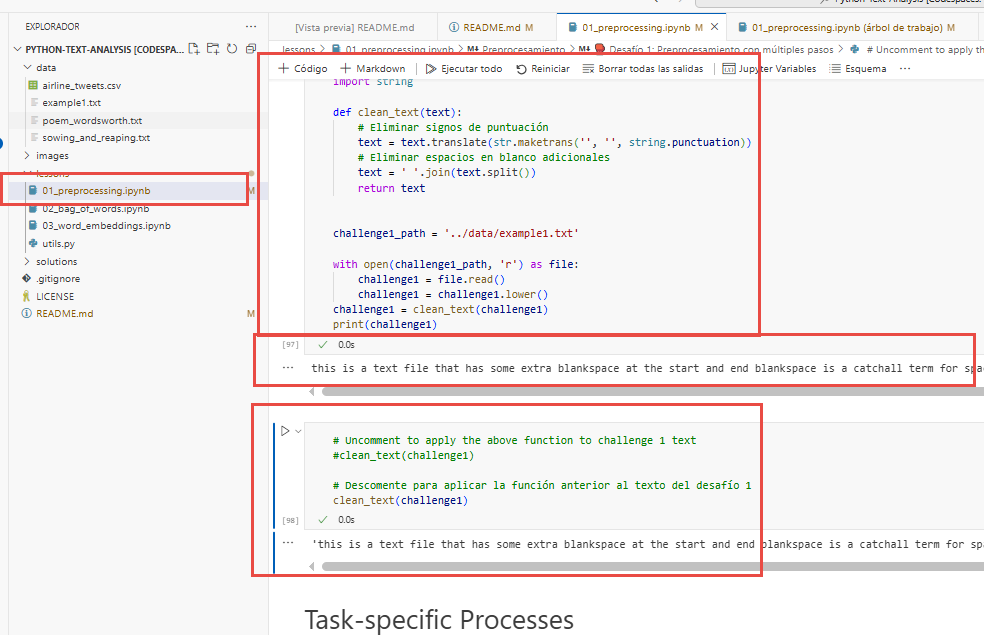 EXPLORADOR
PYTHON-TEXT-ANALYSIS [CODESPA...
data
airline_tweets.csv
example1.txt
poem_wordsworth.txt
sowing_and_reaping.txt
images
lessons
01_preprocessing.ipynb M
02_bag_of_words.ipynb
03_word_embeddings.ipynb
utils.py
solutions
.gitignore
LICENSE
README.md M
[Vista previa] README.md
README.md M
01_preprocessing.ipynb M
01_preprocessing.ipynb (árbol de trabajo) M
lessons > 01_preprocessing.ipynb > M↓ Preprocesamiento > M↓ Desafío 1: Preprocesamiento con múltiples pasos > # Uncomment to apply th
+ Código + Markdown Ejecutar todo Reiniciar Borrar todas las salidas Jupyter Variables Esquema ...
import string
def clean_text(text):
# Eliminar signos de puntuación
text = text.translate(str.maketrans('', '', string.punctuation))
# Eliminar espacios en blanco adicionales
text = ' '.join(text.split())
return text
challenge1_path = '../data/example1.txt'
with open(challenge1_path, 'r') as file:
challenge1 = file.read()
challenge1 = challenge1.lower()
challenge1 = clean_text(challenge1)
print(challenge1)
[97] ✓ 0.0s
... this is a text file that has some extra blankspace at the start and end blankspace is a catchall term for spa
# Uncomment to apply the above function to challenge 1 text
#clean_text(challenge1)
# Descomente para aplicar la función anterior al texto del desafío 1
clean_text(challenge1)
[98] ✓ 0.0s
... 'this is a text file that has some extra blankspace at the start and end blankspace is a catchall term for sp
Task-specific Processes